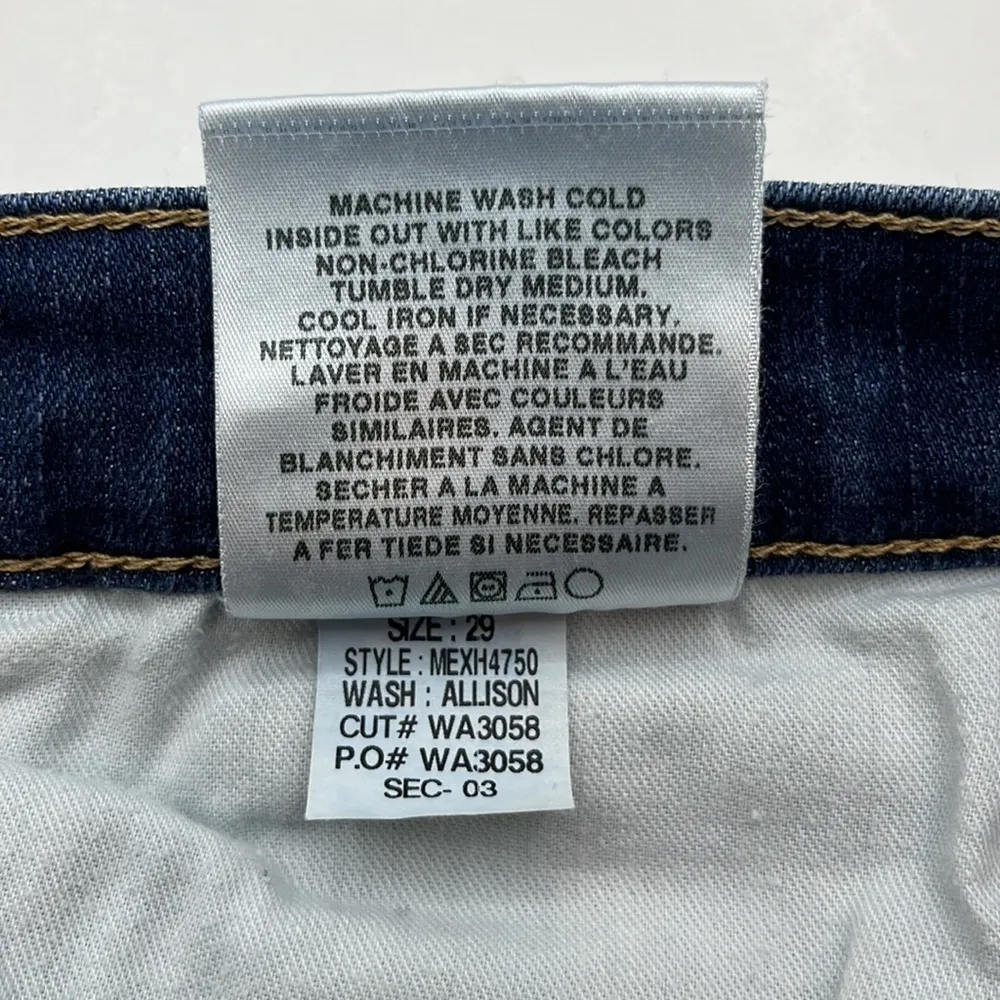 MACHINE WASH COLD
INSIDE OUT WITH LIKE COLORS
NON-CHLORINE BLEACH
TUMBLE DRY MEDIUM.
COOL IRON IF NECESSARY.
NETTOYAGE A SEC RECOMMANDE.
LAVER EN MACHINE A L'EAU
FROIDE AVEC COULEURS
SIMILAIRES. AGENT DE
BLANCHIMENT SANS CHLORE.
SECHER A LA MACHINE A
TEMPERATURE MOYENNE. REPASSER
A FER TIEDE SI NECESSAIRE.
SIZE : 29
STYLE : MEXH4750
WASH : ALLISON
CUT# WA3058
P.O# WA3058
SEC- 03